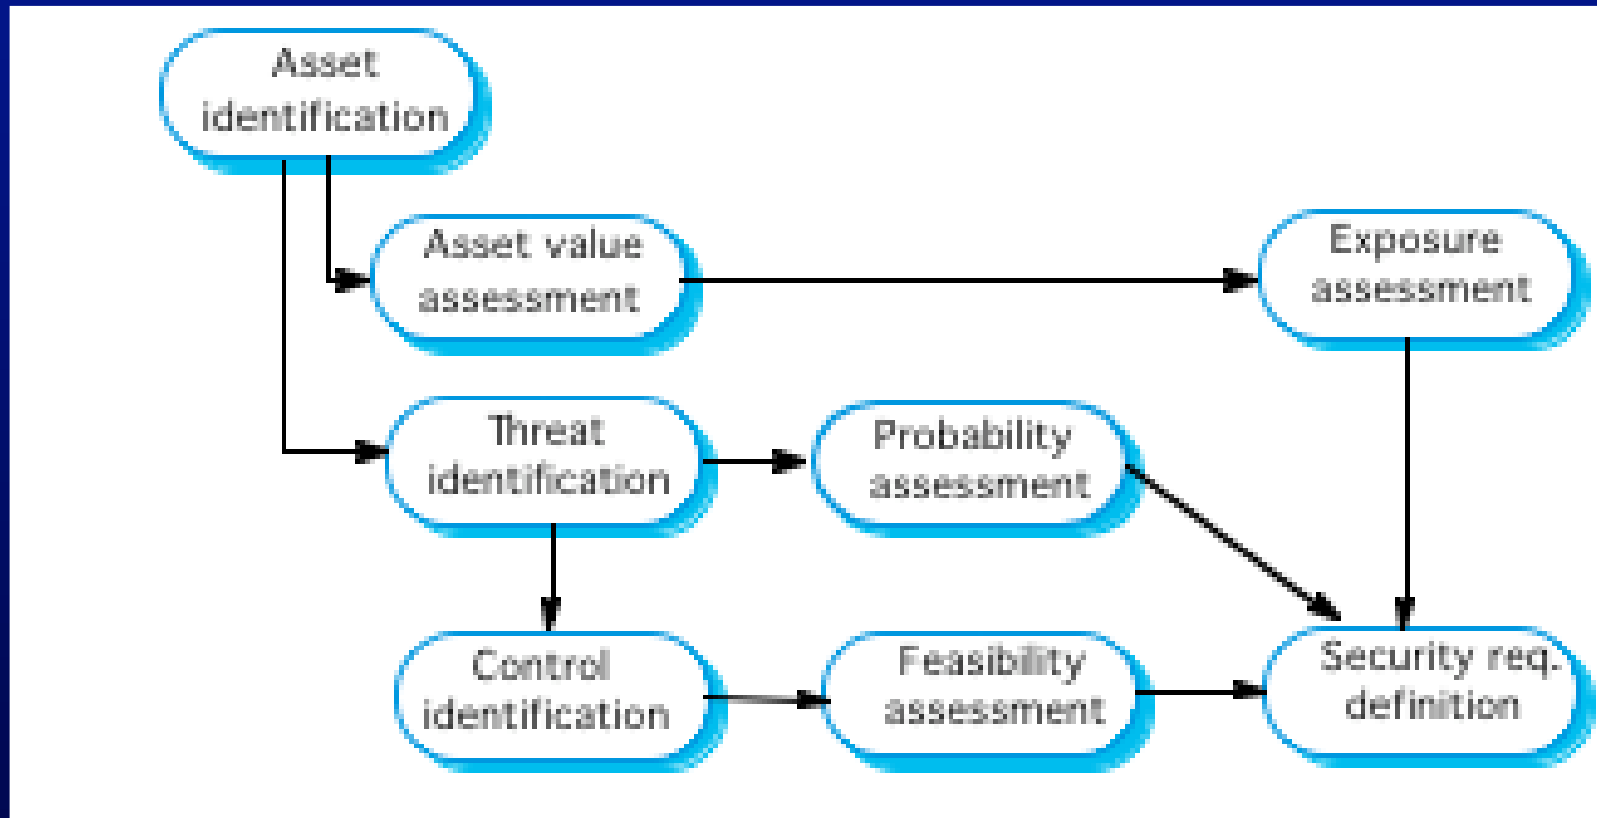 Asset
identification
Asset value
assessment
Exposure
assessment
Threat
identification
Probability
assessment
Control
identification
Feasibility
assessment
Security req.
definition